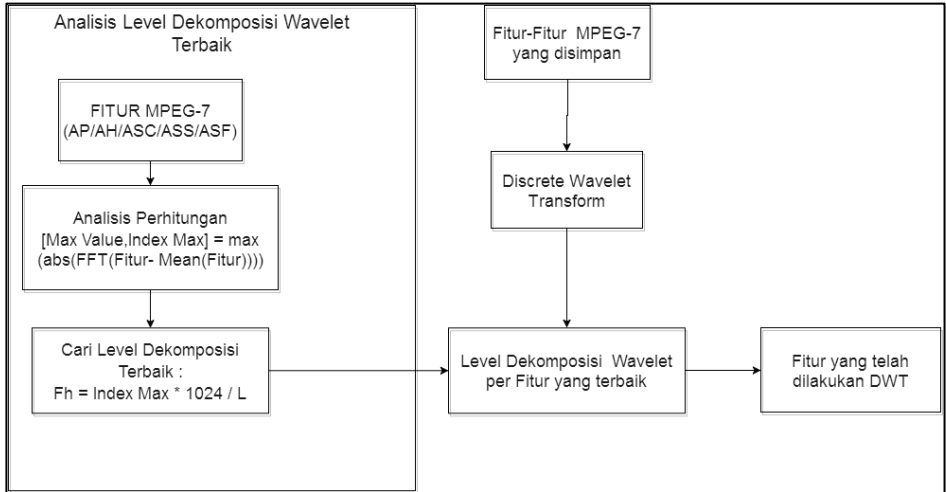 Analisis Level Dekomposisi Wavelet
Terbaik
FITUR MPEG-7
(AP/AH/ASC/ASS/ASF)
Analisis Perhitungan
[Max Value,Index Max] = max
(abs(FFT(Fitur- Mean(Fitur))))
Cari Level Dekomposisi
Terbaik :
Fh = Index Max * 1024 / L
Fitur-Fitur MPEG-7
yang disimpan
Discrete Wavelet
Transform
Level Dekomposisi Wavelet
per Fitur yang terbaik
Fitur yang telah
dilakukan DWT